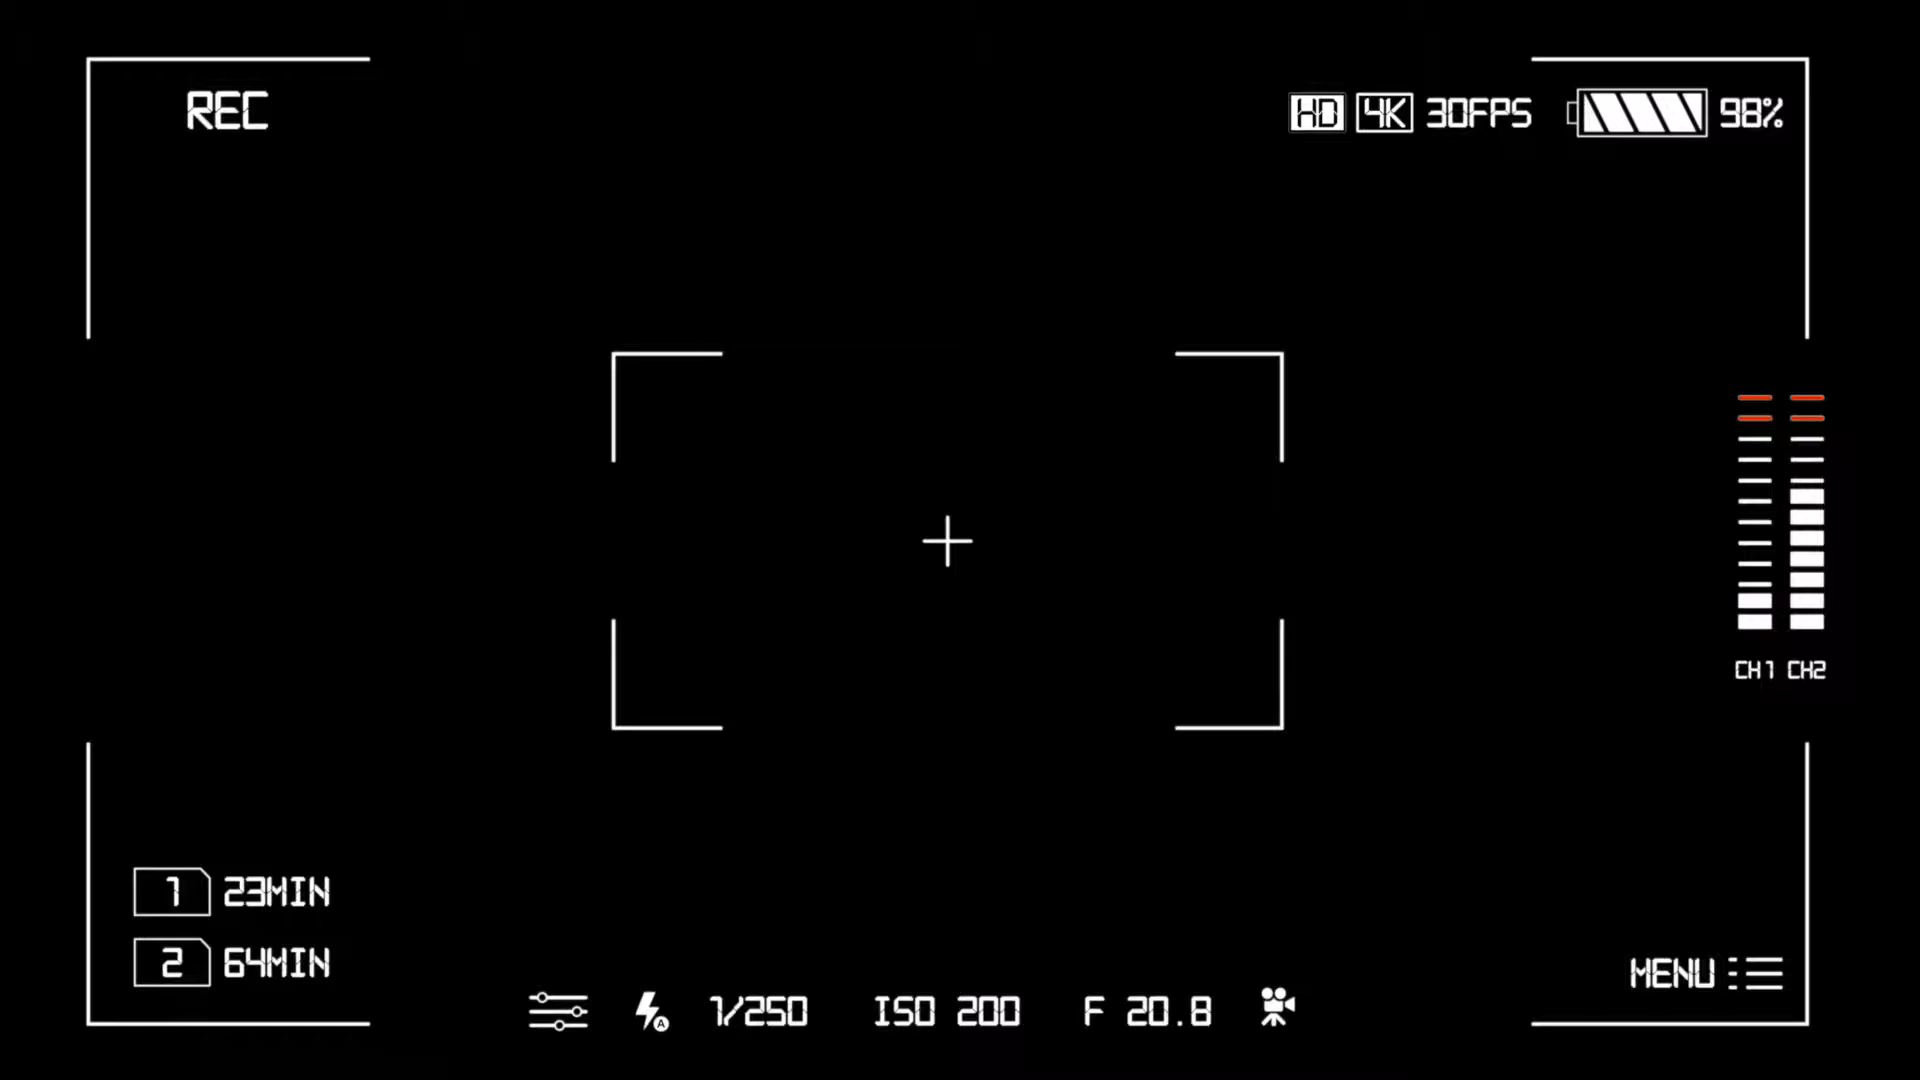 REC
HD 4K 30FPS 98%
CH1 CH2
1 23MIN
2 64MIN
MENU
A 1/250 ISO 200 F 20.8